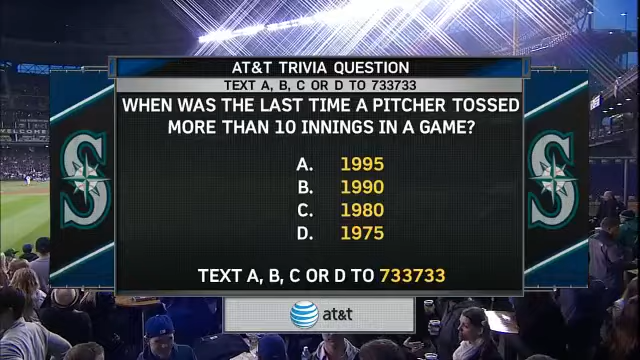 AT&T TRIVIA QUESTION
TEXT A, B, C OR D TO 733733
WHEN WAS THE LAST TIME A PITCHER TOSSED
MORE THAN 10 INNINGS IN A GAME?
A. 1995
B. 1990
C. 1980
D. 1975
TEXT A, B, C OR D TO 733733
at&t
S
S
WELCOME